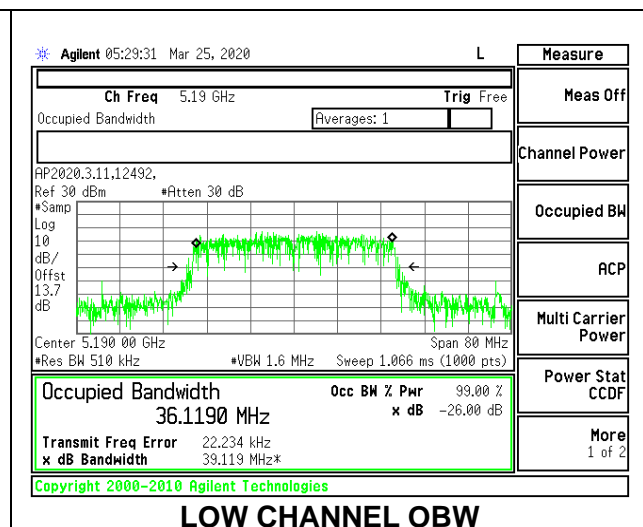 Agilent 05:29:31 Mar 25, 2020 L
Measure
Ch Freq 5.19 GHz Trig Free
Meas Off
Occupied Bandwidth Averages: 1
Channel Power
AP2020.3.11,12492,
Ref 30 dBm #Atten 30 dB
#Samp
Log
10
dB/
Offst
13.7
dB
Occupied BW
ACP
Multi Carrier
Power
Center 5.190 00 GHz Span 80 MHz
#Res BW 510 kHz #VBW 1.6 MHz Sweep 1.066 ms (1000 pts)
Power Stat
CCDF
Occupied Bandwidth Occ BW % Pwr 99.00 %
36.1190 MHz x dB -26.00 dB
Transmit Freq Error 22.234 kHz
x dB Bandwidth 39.119 MHz*
More
1 of 2
Copyright 2000-2010 Agilent Technologies
LOW CHANNEL OBW